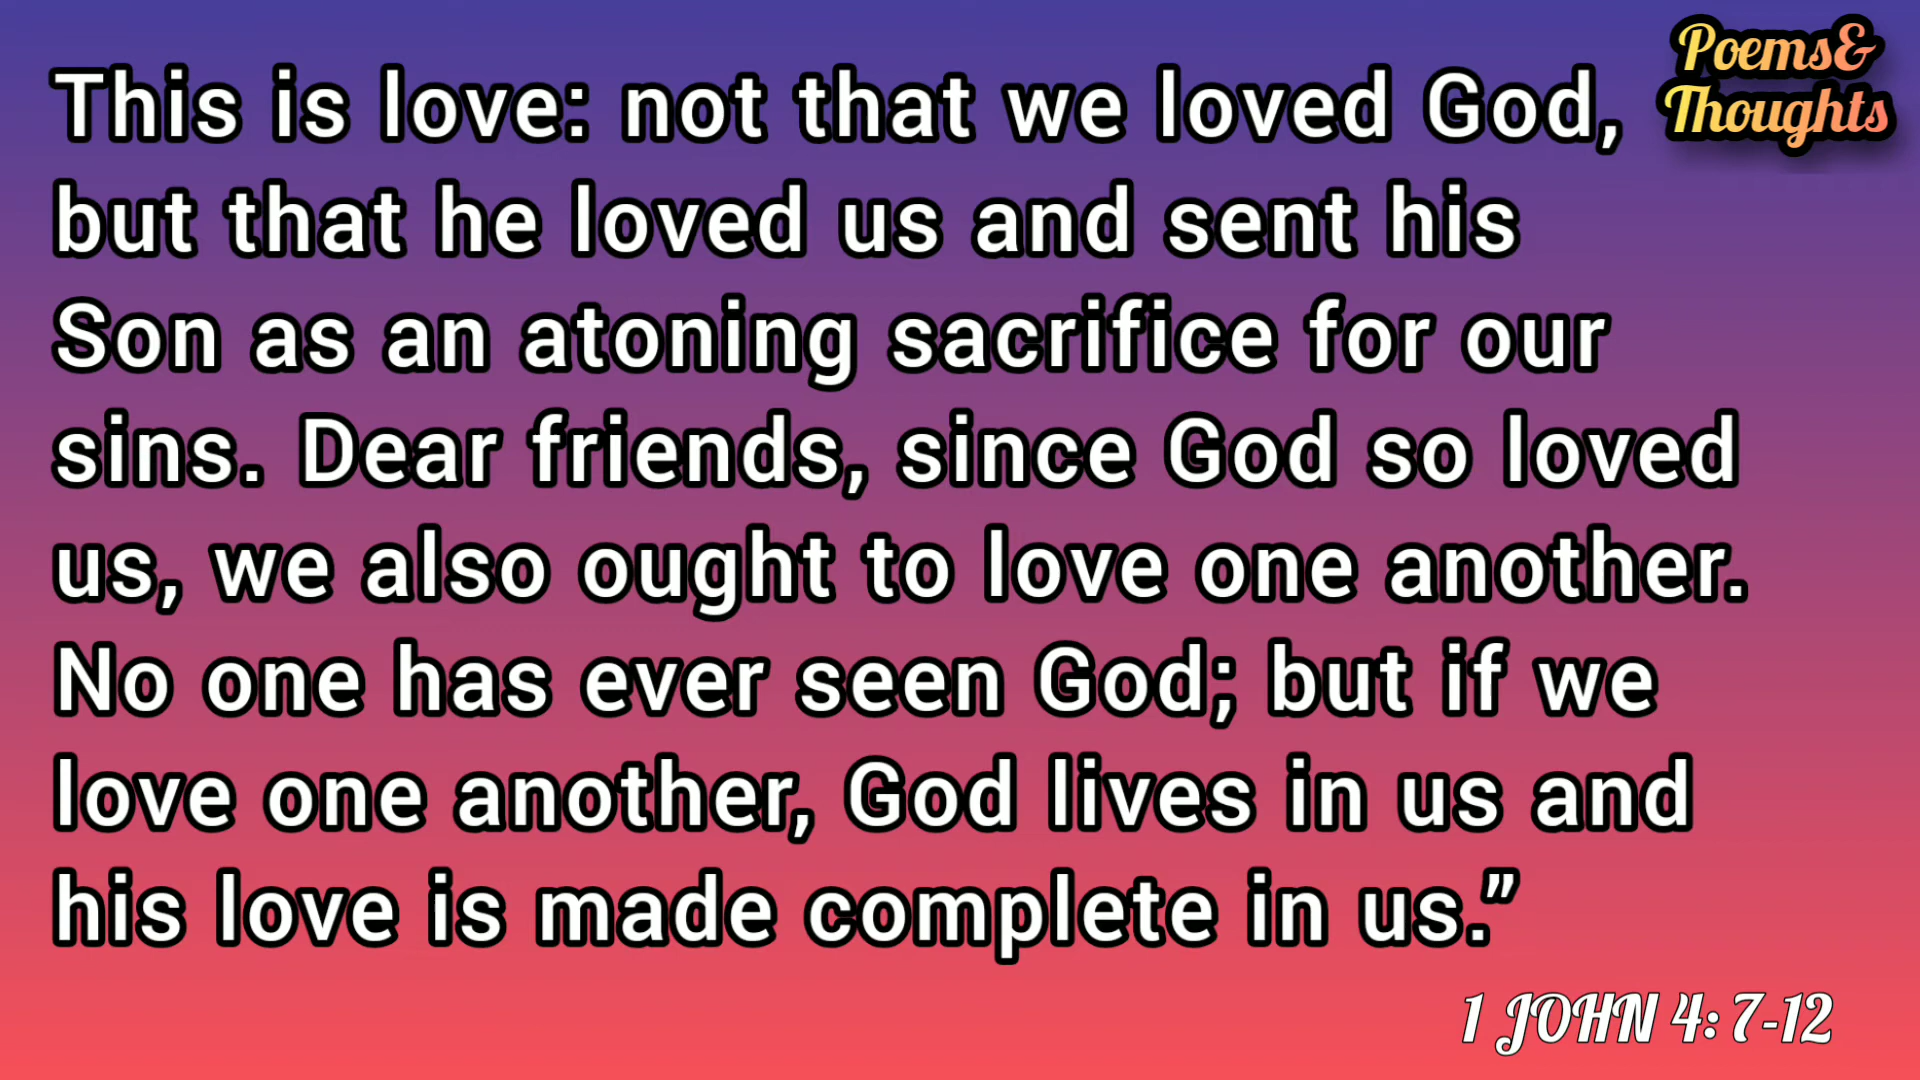 Poems&
Thoughts
This is love: not that we loved God,
but that he loved us and sent his
Son as an atoning sacrifice for our
sins. Dear friends, since God so loved
us, we also ought to love one another.
No one has ever seen God; but if we
love one another, God lives in us and
his love is made complete in us.”
1 JOHN 4: 7-12